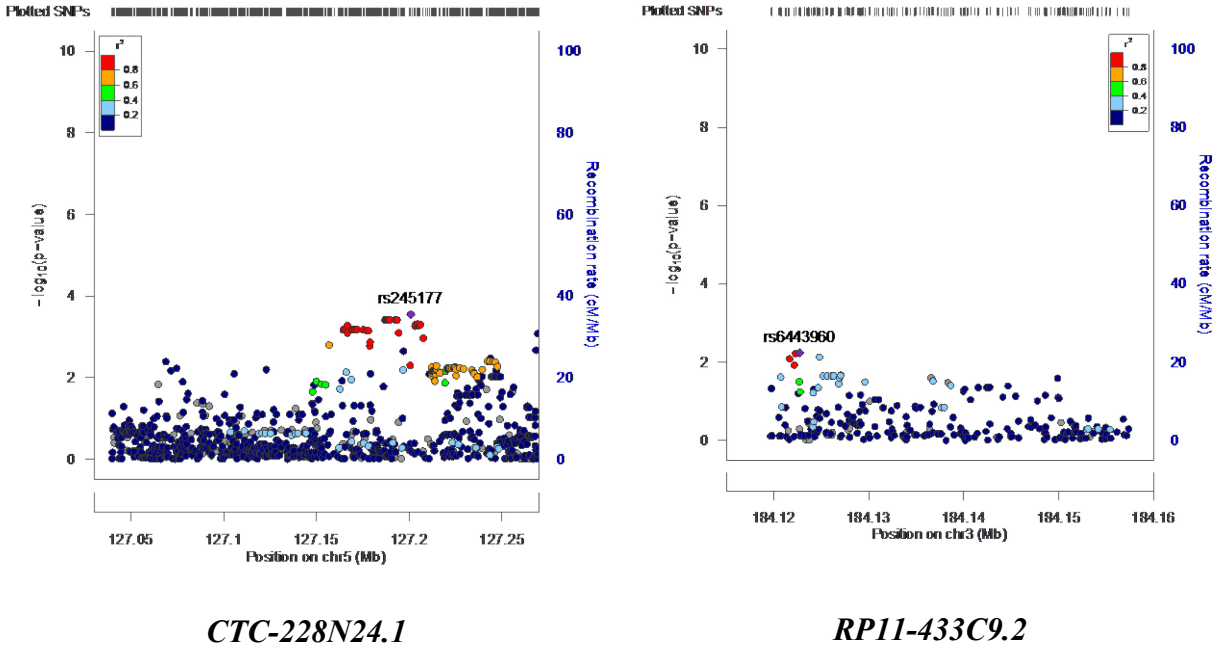 Plotted SNPs
r²
0.8
0.6
0.4
0.2
10
8
6
4
2
0
100
80
60
40
20
0
−log10(p−value)
Recombination rate (cM/Mb)
rs245177
127.05 127.1 127.15 127.2 127.25
Position on chr5 (Mb)
CTC-228N24.1
Plotted SNPs
r²
0.8
0.6
0.4
0.2
10
8
6
4
2
0
100
80
60
40
20
0
−log10(p−value)
Recombination rate (cM/Mb)
rs6443960
184.12 184.13 184.14 184.15 184.16
Position on chr3 (Mb)
RP11-433C9.2